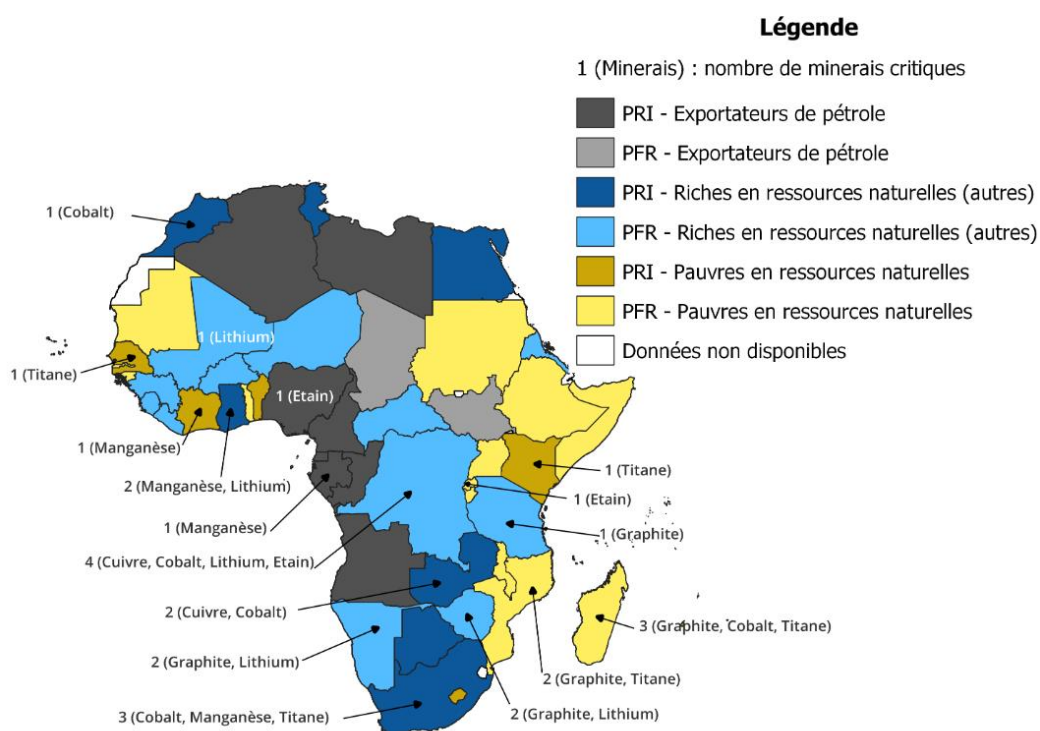 Légende
1 (Minerais) : nombre de minerais critiques
PRI - Exportateurs de pétrole
PFR - Exportateurs de pétrole
PRI - Riches en ressources naturelles (autres)
PFR - Riches en ressources naturelles (autres)
PRI - Pauvres en ressources naturelles
PFR - Pauvres en ressources naturelles
Données non disponibles
1 (Cobalt)
1 (Lithium)
1 (Titane)
1 (Etain)
1 (Manganèse)
2 (Manganèse, Lithium)
1 (Titane)
1 (Etain)
1 (Manganèse)
1 (Graphite)
4 (Cuivre, Cobalt, Lithium, Etain)
2 (Cuivre, Cobalt)
3 (Graphite, Cobalt, Titane)
2 (Graphite, Lithium)
2 (Graphite, Titane)
2 (Graphite, Lithium)
3 (Cobalt, Manganèse, Titane)